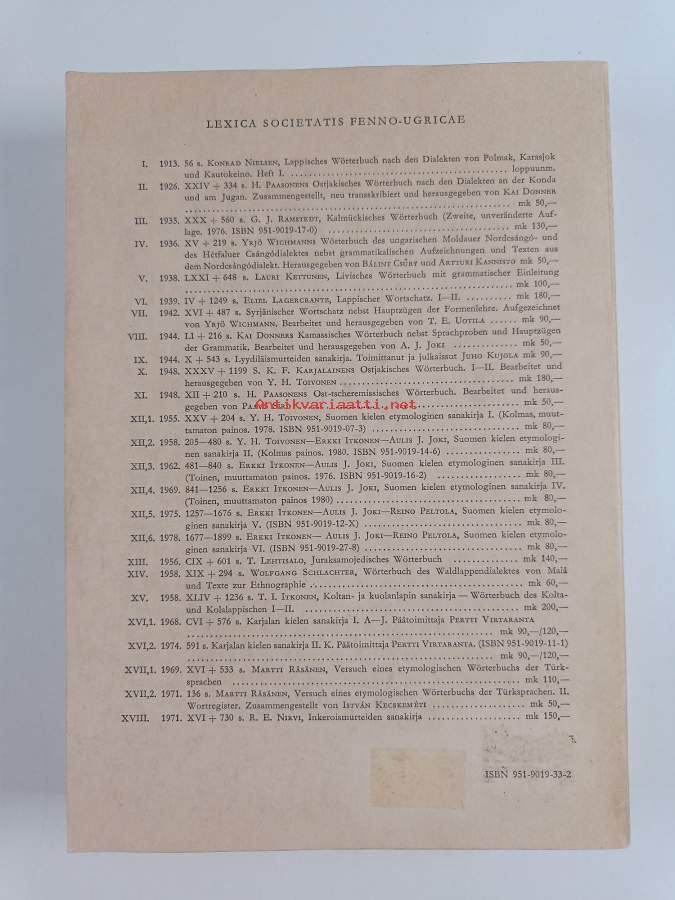 LEXICA SOCIETATIS FENNO-UGRICAE
I. 1913. 56 s. KONRAD NIELSEN, Lappisches Wörterbuch nach den Dialekten von Polmak, Karasjok
und Kautokeino. Heft I. .......... loppuunm.
II. 1926. XXIV + 334 s. H. PAASONENS Ostjakisches Wörterbuch nach den Dialekten an der Konda
und am Jugan. Zusammengestellt, neu transskribiert und herausgegeben von KAI DONNER
.......... mk 50,—
III. 1935. XXX + 560 s. G. J. RAMSTEDT, Kalmückisches Wörterbuch (Zweite, unveränderte Auf-
lage. 1976. ISBN 951-9019-17-0) .......... mk 130,—
IV. 1936. XV + 219 s. YRJÖ WICHMANNS Wörterbuch des ungarischen Moldauer Nordcsángó- und
des Hétfaluer Csángódialektes nebst grammatikalischen Aufzeichnungen und Texten aus
dem Nordcsángódialekt. Herausgegeben von BÁLINT CSŰRY und ARTTURI KANNISTO mk 50,—
V. 1938. LXXI + 648 s. LAURI KETTUNEN, Livisches Wörterbuch mit grammatischer Einleitung
.......... mk 100,—
VI. 1939. IV + 1249 s. ELIEL LAGERCRANTZ, Lappischer Wortschatz. I—II. .......... mk 180,—
VII. 1942. XVI + 487 s. Syrjänischer Wortschatz nebst Hauptzügen der Formenlehre. Aufgezeichnet
von YRJÖ WICHMANN. Bearbeitet und herausgegeben von T. E. UOTILA ...... mk 90,—
VIII. 1944. LI + 216 s. KAI DONNERS Kamassisches Wörterbuch nebst Sprachproben und Hauptzügen
der Grammatik. Bearbeitet und herausgegeben von A. J. JOKI .......... mk 50,—
IX. 1944. X + 543 s. Lyydiläismurteiden sanakirja. Toimittanut ja julkaissut JUHO KUJOLA mk 90,—
X. 1948. XXXV + 1199 S. K. F. KARJALAINENS Ostjakisches Wörterbuch. I—II. Bearbeitet und
herausgegeben von Y. H. TOIVONEN .......... mk 180,—
XI. 1948. XII + 210 s. H. PAASONENS Ost-tscheremissisches Wörterbuch. Bearbeitet und heraus-
gegeben von .......... mk 50,—
Antikvariaatti.net
XII,1. 1955. XXV + 204 s. Y. H. TOIVONEN, Suomen kielen etymologinen sanakirja I. (Kolmas, muut-
tamaton painos. 1978. ISBN 951-9019-07-3) .......... mk 80,—
XII,2. 1958. 205—480 s. Y. H. TOIVONEN—ERKKI ITKONEN—AULIS J. JOKI, Suomen kielen etymologi-
nen sanakirja II. (Kolmas painos. 1980. ISBN 951-9019-14-6) .......... mk 80,—
XII,3. 1962. 481—840 s. ERKKI ITKONEN—AULIS J. JOKI, Suomen kielen etymologinen sanakirja III.
(Toinen, muuttamaton painos. 1976. ISBN 951-9019-16-2) .......... mk 80,—
XII,4. 1969. 841—1256 s. ERKKI ITKONEN—AULIS J. JOKI, Suomen kielen etymologinen sanakirja IV.
(Toinen, muuttamaton painos 1980) .......... mk 80,—
XII,5. 1975. 1257—1676 s. ERKKI ITKONEN—AULIS J. JOKI—REINO PELTOLA, Suomen kielen etymolo-
ginen sanakirja V. (ISBN 951-9019-12-X) .......... mk 80,—
XII,6. 1978. 1677—1899 s. ERKKI ITKONEN— AULIS J. JOKI—REINO PELTOLA, Suomen kielen etymolo-
ginen sanakirja VI. (ISBN 951-9019-27-8) .......... mk 80,—
XIII. 1956. CIX + 601 s. T. LEHTISALO, Juraksamojedisches Wörterbuch .......... mk 140,—
XIV. 1958. XIX + 294 s. WOLFGANG SCHLACHTER, Wörterbuch des Waldlappendialektes von Malå
und Texte zur Ethnographie .......... mk 60,—
XV. 1958. XLIV + 1236 s. T. I. ITKONEN, Koltan- ja kuolanlapin sanakirja — Wörterbuch des Kolta-
und Kolalappischen I—II. .......... mk 200,—
XVI,1. 1968. CVI + 576 s. Karjalan kielen sanakirja I. A—J. Päätoimittaja PERTTI VIRTARANTA
.......... mk 90,—/120,—
XVI,2. 1974. 591 s. Karjalan kielen sanakirja II. K. Päätoimittaja PERTTI VIRTARANTA. (ISBN 951-9019-11-1)
.......... mk 90,—/120,—
XVII,1. 1969. XVI + 533 s. MARTTI RÄSÄNEN, Versuch eines etymologischen Wörterbuchs der Türk-
sprachen .......... mk 110,—
XVII,2. 1971. 136 s. MARTTI RÄSÄNEN, Versuch eines etymologischen Wörterbuchs der Türksprachen. II.
Wortregister. Zusammengestellt von ISTVÁN KECSKEMÉTI .......... mk 50,—
XVIII. 1971. XVI + 730 s. R. E. NIRVI, Inkeroismurteiden sanakirja .......... mk 150,—
ISBN 951-9019-33-2